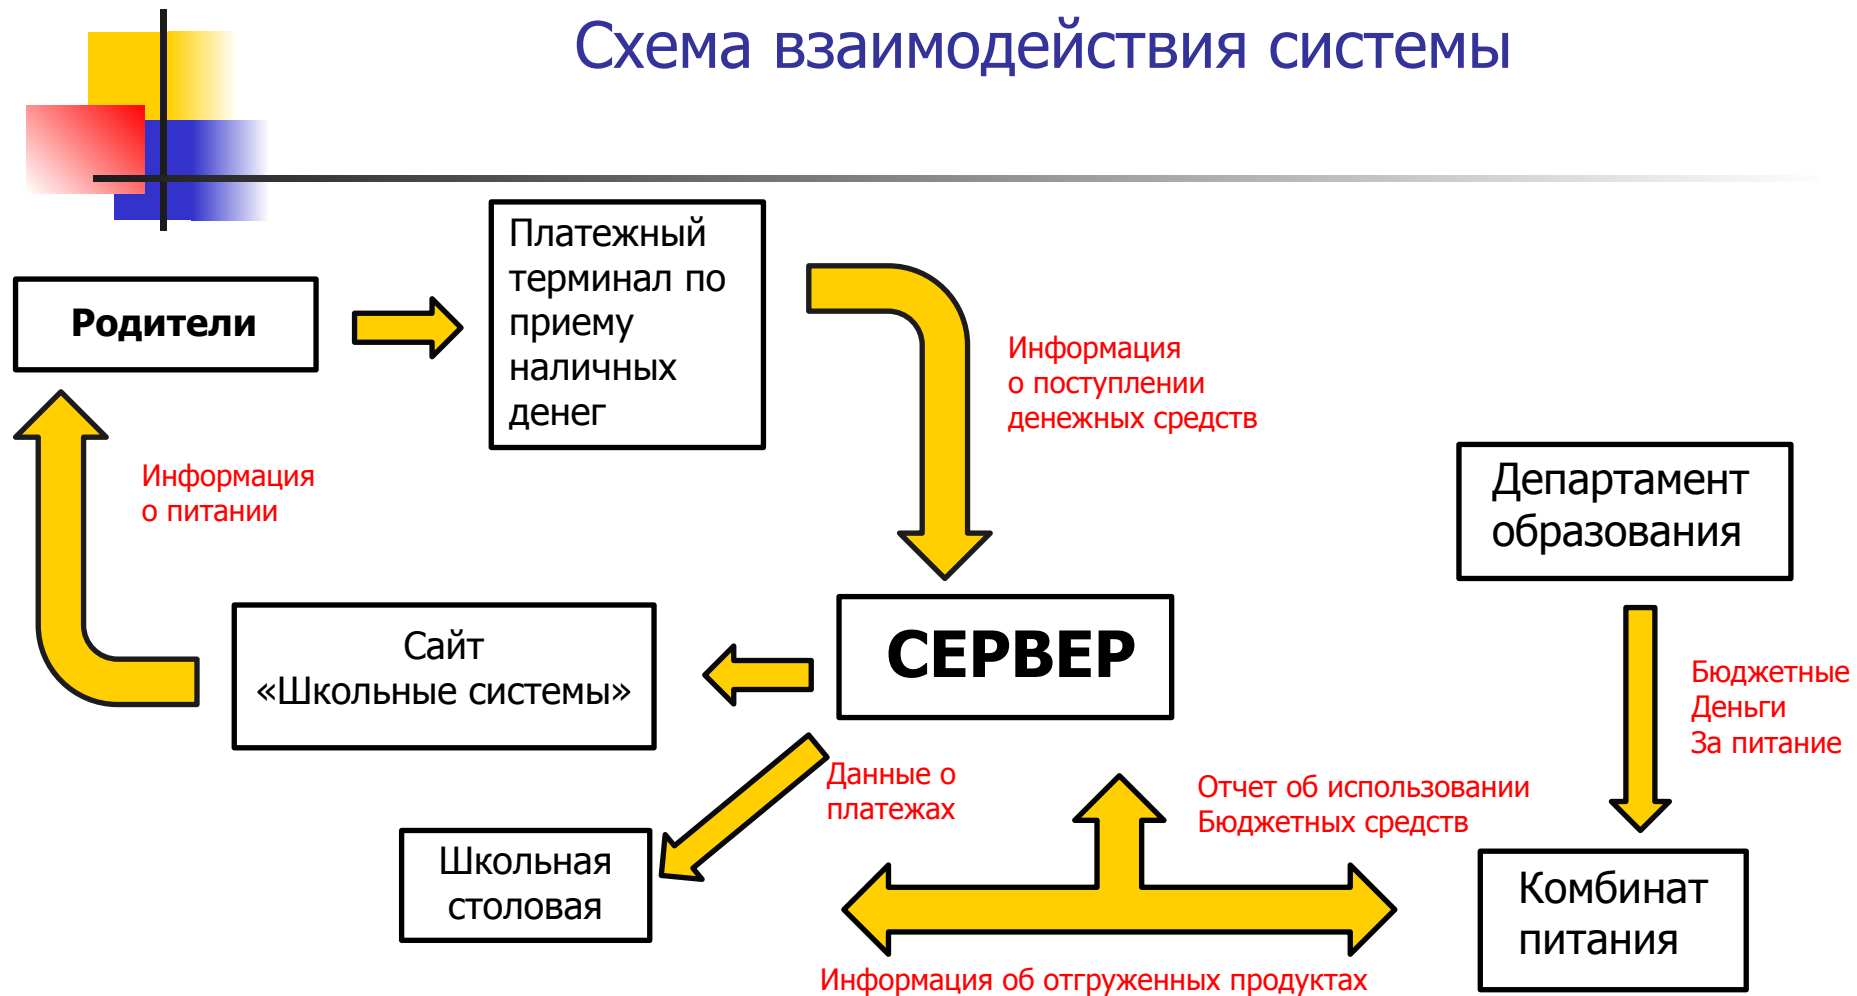 Схема взаимодействия системы
Платежный
терминал по
приему
наличных
денег
Родители
Информация
о поступлении
денежных средств
Информация
о питании
Департамент
образования
СЕРВЕР
Сайт
«Школьные системы»
Бюджетные
Деньги
За питание
Данные о
платежах
Отчет об использовании
Бюджетных средств
Школьная
столовая
Комбинат
питания
Информация об отгруженных продуктах